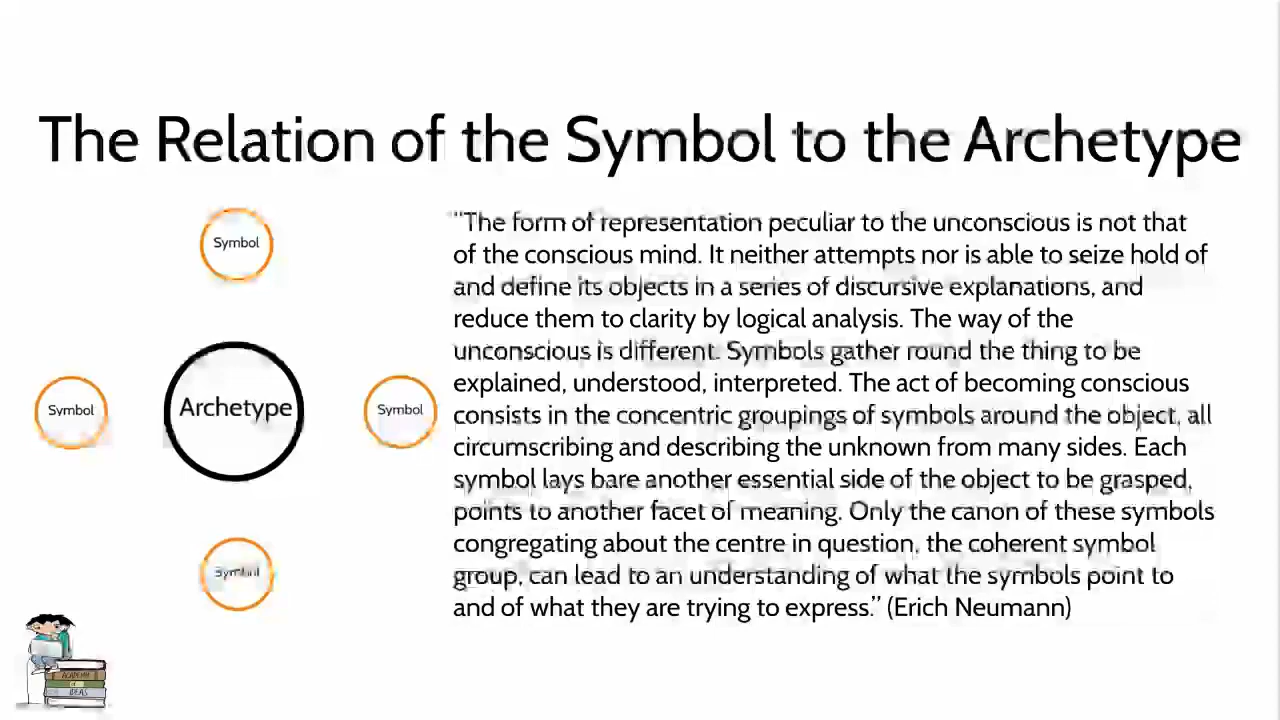 The Relation of the Symbol to the Archetype
Symbol
Symbol
Archetype
Symbol
Symbol
"The form of representation peculiar to the unconscious is not that
of the conscious mind. It neither attempts nor is able to seize hold of
and define its objects in a series of discursive explanations, and
reduce them to clarity by logical analysis. The way of the
unconscious is different. Symbols gather round the thing to be
explained, understood, interpreted. The act of becoming conscious
consists in the concentric groupings of symbols around the object, all
circumscribing and describing the unknown from many sides. Each
symbol lays bare another essential side of the object to be grasped,
points to another facet of meaning. Only the canon of these symbols
congregating about the centre in question, the coherent symbol
group, can lead to an understanding of what the symbols point to
and of what they are trying to express." (Erich Neumann)
ACADEMY
OF
IDEAS